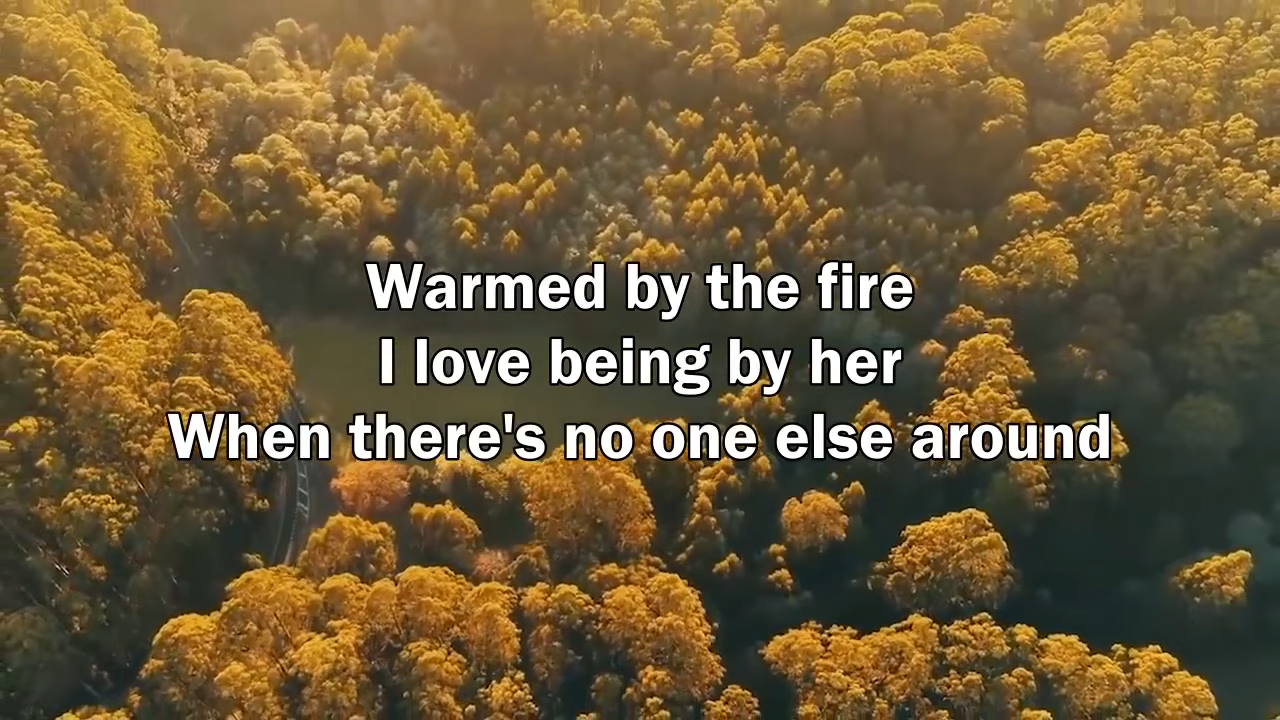 Warmed by the fire
I love being by her
When there's no one else around